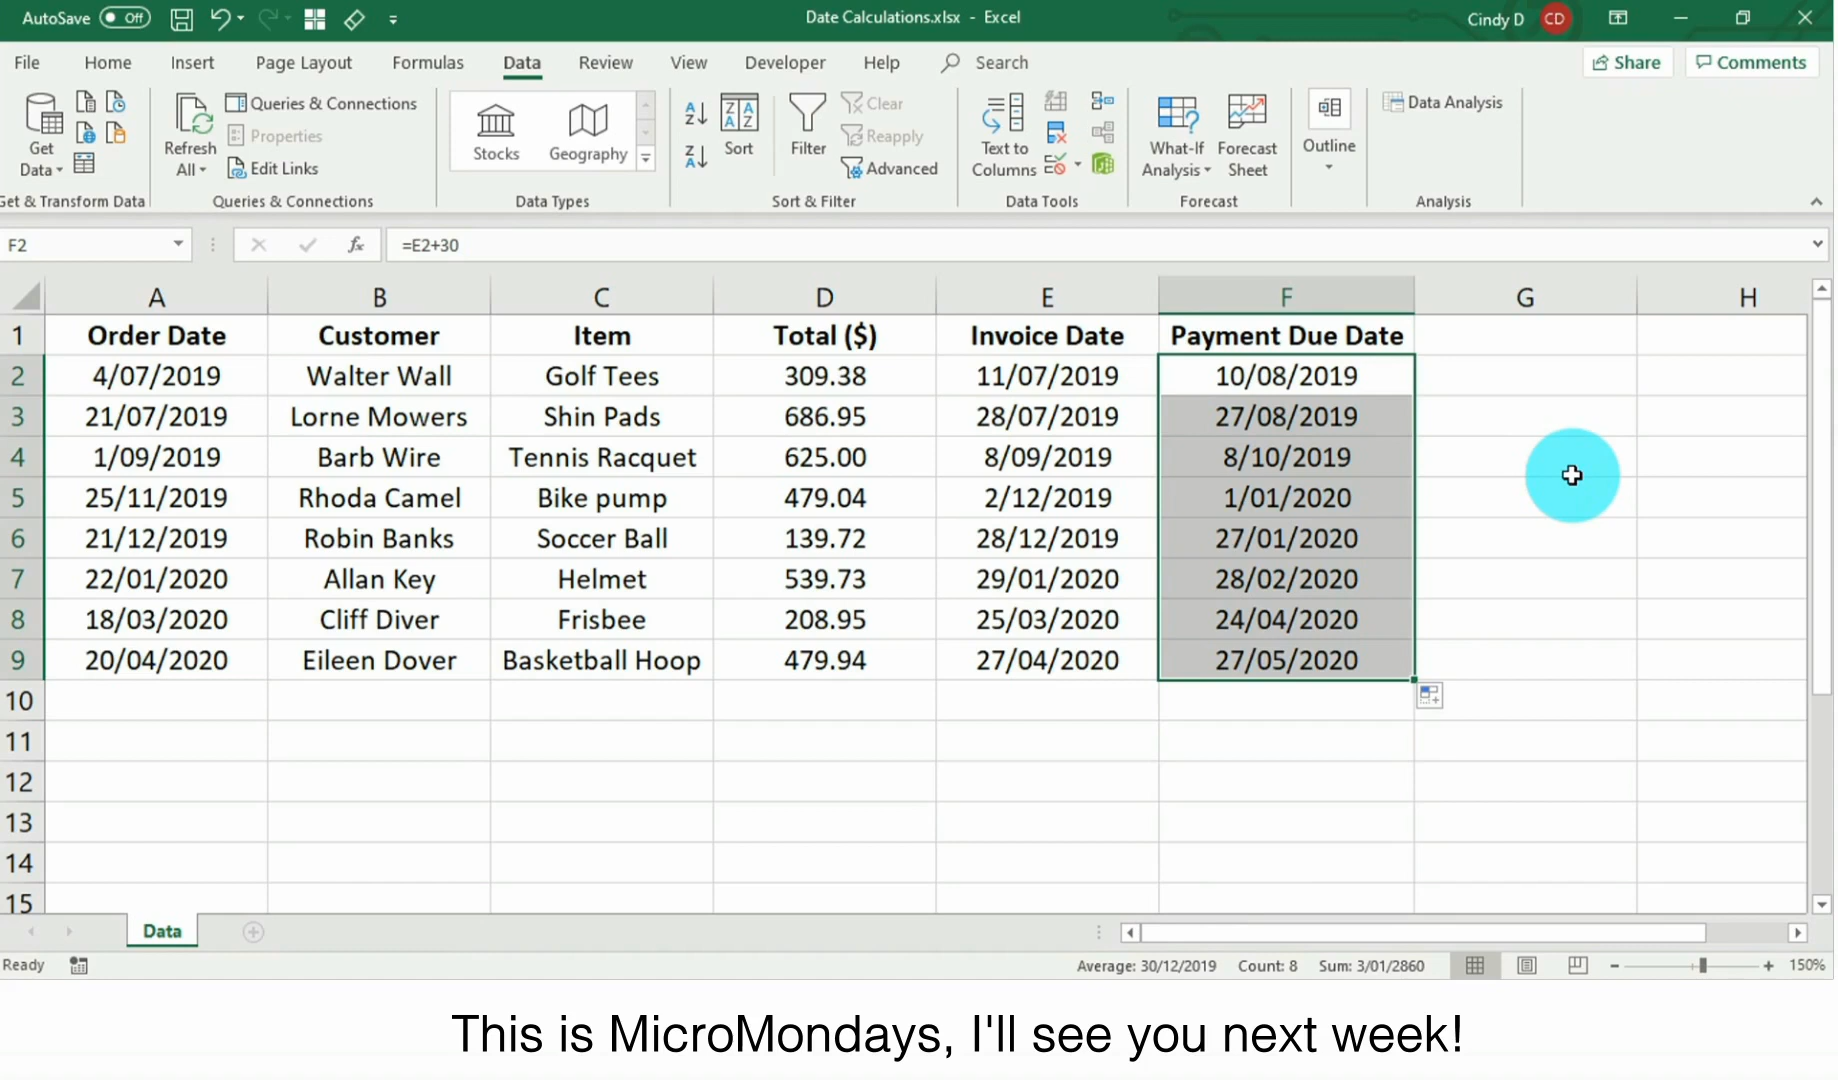 AutoSave Off Date Calculations.xlsx - Excel Cindy D CD
File Home Insert Page Layout Formulas Data Review View Developer Help Search Share Comments
Get Data
Refresh All
Queries & Connections
Properties
Edit Links
Stocks Geography
Sort
Filter
Clear
Reapply
Advanced
Text to Columns
What-If Analysis
Forecast Sheet
Outline
Data Analysis
Get & Transform Data Queries & Connections Data Types Sort & Filter Data Tools Forecast Analysis
F2 fx =E2+30
A B C D E F G H
1 Order Date Customer Item Total ($) Invoice Date Payment Due Date
2 4/07/2019 Walter Wall Golf Tees 309.38 11/07/2019 10/08/2019
3 21/07/2019 Lorne Mowers Shin Pads 686.95 28/07/2019 27/08/2019
4 1/09/2019 Barb Wire Tennis Racquet 625.00 8/09/2019 8/10/2019
5 25/11/2019 Rhoda Camel Bike pump 479.04 2/12/2019 1/01/2020
6 21/12/2019 Robin Banks Soccer Ball 139.72 28/12/2019 27/01/2020
7 22/01/2020 Allan Key Helmet 539.73 29/01/2020 28/02/2020
8 18/03/2020 Cliff Diver Frisbee 208.95 25/03/2020 24/04/2020
9 20/04/2020 Eileen Dover Basketball Hoop 479.94 27/04/2020 27/05/2020
10
11
12
13
14
15
Data
Ready Average: 30/12/2019 Count: 8 Sum: 3/01/2860 150%
This is MicroMondays, I'll see you next week!